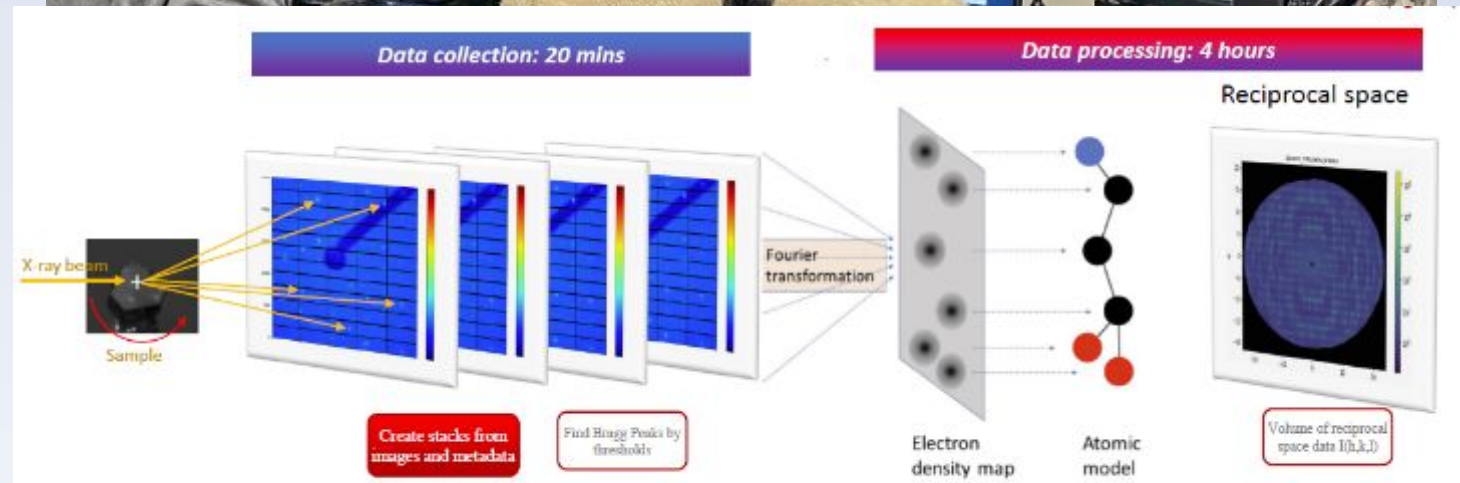 Data collection: 20 mins
Data processing: 4 hours
Reciprocal space
X-ray beam
Sample
Fourier
transformation
Create stacks from
images and metadata
Find Bragg Peaks by
thresholds
Electron
density map
Atomic
model
Volume of reciprocal
space data I(h,k,l)